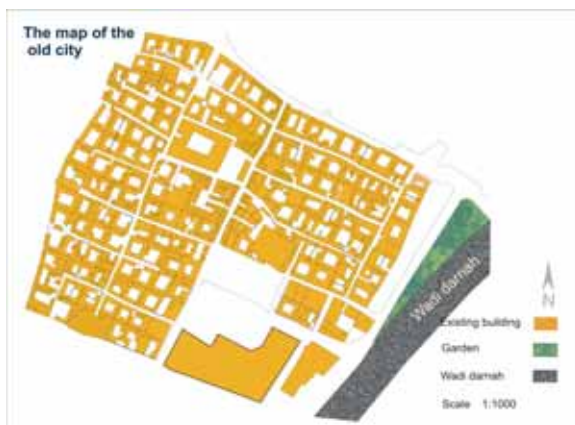 The map of the
old city
Wadi darnah
N
Existing building
Garden
Wadi darnah
Scale 1:1000